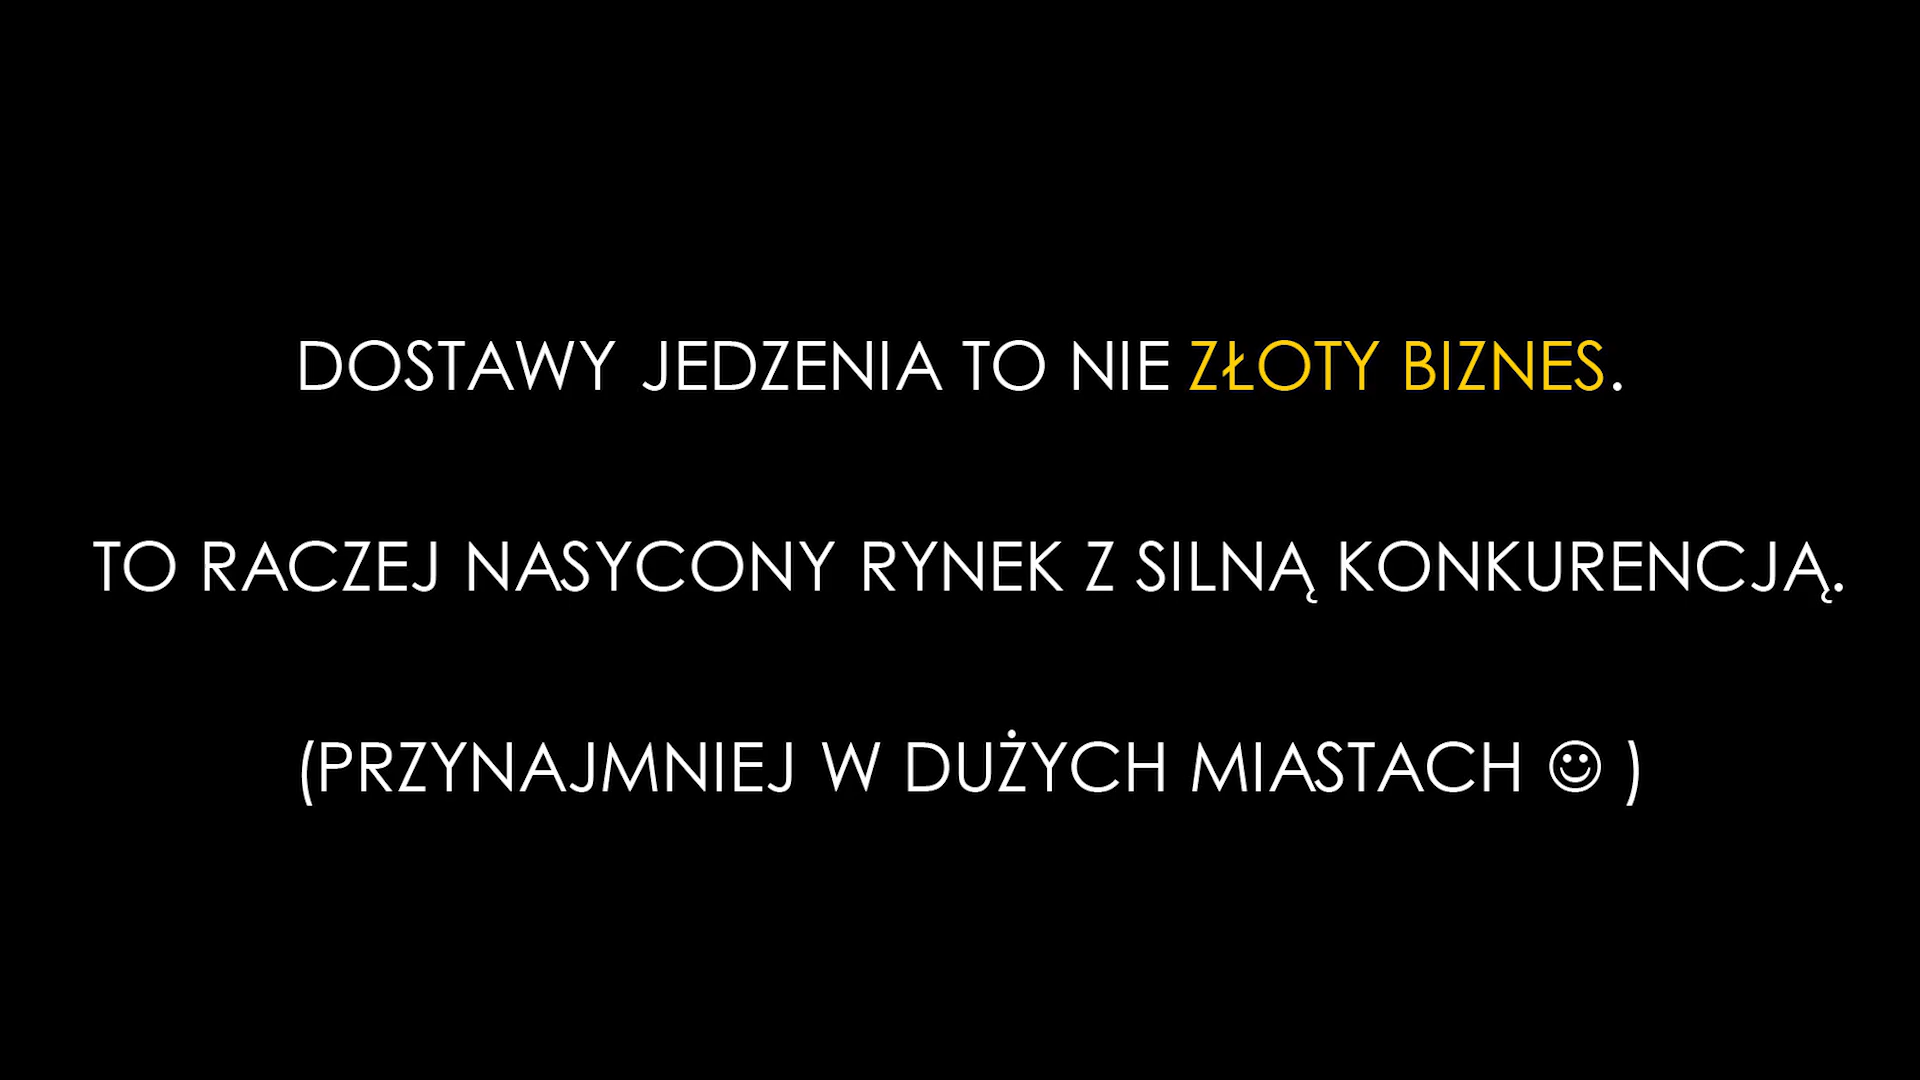 DOSTAWY JEDZENIA TO NIE ZŁOTY BIZNES.
TO RACZEJ NASYCONY RYNEK Z SILNĄ KONKURENCJĄ.
(PRZYNAJMNIEJ W DUŻYCH MIASTACH ☺ )